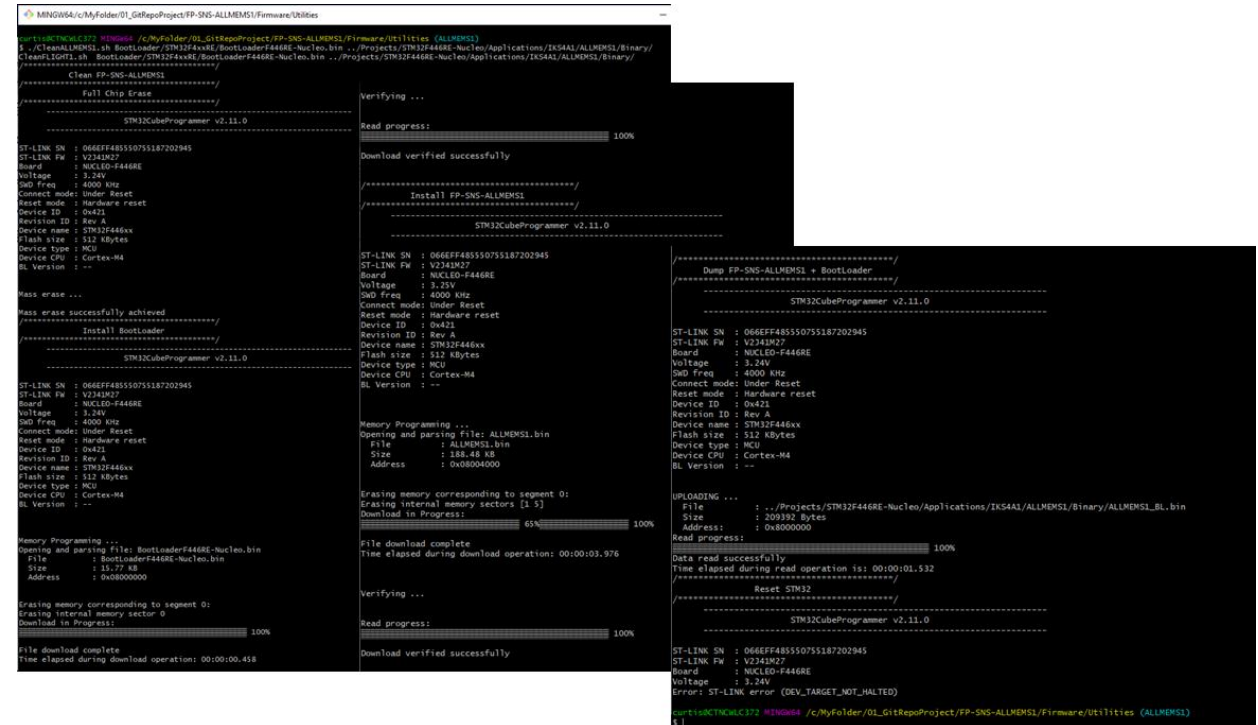 MINGW64:/c/MyFolder/01_GitRepoProject/FP-SNS-ALLMEMS1/Firmware/Utilities
curtis@CTNCWLC372 MINGW64 /c/MyFolder/01_GitRepoProject/FP-SNS-ALLMEMS1/Firmware/Utilities (ALLMEMS1)
$ ./CleanALLMEMS1.sh BootLoader/STM32F4xxRE/BootLoaderF446RE-Nucleo.bin ../Projects/STM32F446RE-Nucleo/Applications/IKS4A1/ALLMEMS1/Binary/
CleanFLIGHT1.sh  BootLoader/STM32F4xxRE/BootLoaderF446RE-Nucleo.bin ../Projects/STM32F446RE-Nucleo/Applications/IKS4A1/ALLMEMS1/Binary/
/******************************************/
Clean FP-SNS-ALLMEMS1
/******************************************/
Full Chip Erase
/******************************************/
-------------------------------------------------------------------
STM32CubeProgrammer v2.11.0
-------------------------------------------------------------------
ST-LINK SN  : 066EFF485550755187202945
ST-LINK FW  : V2J41M27
Board       : NUCLEO-F446RE
Voltage     : 3.24V
SWD freq    : 4000 KHz
Connect mode: Under Reset
Reset mode  : Hardware reset
Device ID   : 0x421
Revision ID : Rev A
Device name : STM32F446xx
Flash size  : 512 KBytes
Device type : MCU
Device CPU  : Cortex-M4
BL Version  : --
Mass erase ...
Mass erase successfully achieved
/******************************************/
Install BootLoader
/******************************************/
-------------------------------------------------------------------
STM32CubeProgrammer v2.11.0
-------------------------------------------------------------------
ST-LINK SN  : 066EFF485550755187202945
ST-LINK FW  : V2J41M27
Board       : NUCLEO-F446RE
Voltage     : 3.24V
SWD freq    : 4000 KHz
Connect mode: Under Reset
Reset mode  : Hardware reset
Device ID   : 0x421
Revision ID : Rev A
Device name : STM32F446xx
Flash size  : 512 KBytes
Device type : MCU
Device CPU  : Cortex-M4
BL Version  : --
Memory Programming ...
Opening and parsing file: BootLoaderF446RE-Nucleo.bin
File          : BootLoaderF446RE-Nucleo.bin
Size          : 15.77 KB
Address       : 0x08000000
Erasing memory corresponding to segment 0:
Erasing internal memory sector 0
Download in Progress:
100%
File download complete
Time elapsed during download operation: 00:00:00.458
Verifying ...
Read progress:
100%
Download verified successfully
/******************************************/
Install FP-SNS-ALLMEMS1
/******************************************/
-------------------------------------------------------------------
STM32CubeProgrammer v2.11.0
-------------------------------------------------------------------
ST-LINK SN  : 066EFF485550755187202945
ST-LINK FW  : V2J41M27
Board       : NUCLEO-F446RE
Voltage     : 3.25V
SWD freq    : 4000 KHz
Connect mode: Under Reset
Reset mode  : Hardware reset
Device ID   : 0x421
Revision ID : Rev A
Device name : STM32F446xx
Flash size  : 512 KBytes
Device type : MCU
Device CPU  : Cortex-M4
BL Version  : --
Memory Programming ...
Opening and parsing file: ALLMEMS1.bin
File          : ALLMEMS1.bin
Size          : 188.48 KB
Address       : 0x08004000
Erasing memory corresponding to segment 0:
Erasing internal memory sectors [1 5]
Download in Progress:
65% 100%
File download complete
Time elapsed during download operation: 00:00:03.976
Verifying ...
Read progress:
100%
Download verified successfully
/******************************************/
Dump FP-SNS-ALLMEMS1 + BootLoader
/******************************************/
-------------------------------------------------------------------
STM32CubeProgrammer v2.11.0
-------------------------------------------------------------------
ST-LINK SN  : 066EFF485550755187202945
ST-LINK FW  : V2J41M27
Board       : NUCLEO-F446RE
Voltage     : 3.24V
SWD freq    : 4000 KHz
Connect mode: Under Reset
Reset mode  : Hardware reset
Device ID   : 0x421
Revision ID : Rev A
Device name : STM32F446xx
Flash size  : 512 KBytes
Device type : MCU
Device CPU  : Cortex-M4
BL Version  : --
UPLOADING ...
File          : ../Projects/STM32F446RE-Nucleo/Applications/IKS4A1/ALLMEMS1/Binary/ALLMEMS1_BL.bin
Size          : 209392 Bytes
Address:      : 0x8000000
Read progress:
100%
Data read successfully
Time elapsed during the read operation is: 00:00:01.532
/******************************************/
Reset STM32
/******************************************/
-------------------------------------------------------------------
STM32CubeProgrammer v2.11.0
-------------------------------------------------------------------
ST-LINK SN  : 066EFF485550755187202945
ST-LINK FW  : V2J41M27
Board       : NUCLEO-F446RE
Voltage     : 3.24V
Error: ST-LINK error (DEV_TARGET_NOT_HALTED)
curtis@CTNCWLC372 MINGW64 /c/MyFolder/01_GitRepoProject/FP-SNS-ALLMEMS1/Firmware/Utilities (ALLMEMS1)
$